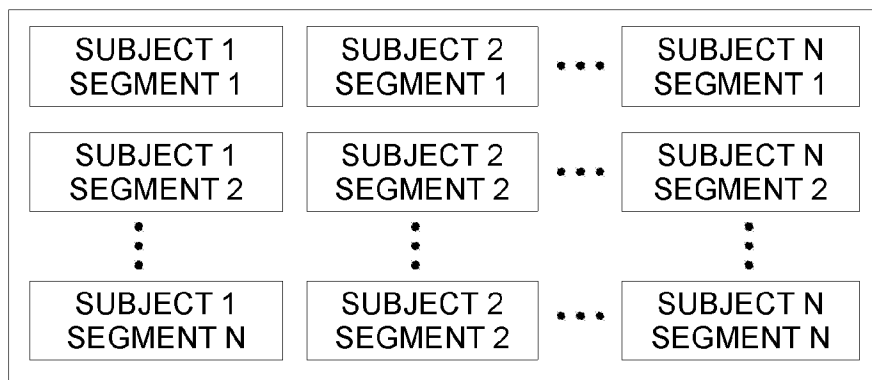 SUBJECT 1 SUBJECT 2 SUBJECT N
SEGMENT 1 SEGMENT 1 SEGMENT 1
SUBJECT 1 SUBJECT 2 SUBJECT N
SEGMENT 2 SEGMENT 2 SEGMENT 2
SUBJECT 1 SUBJECT 2 SUBJECT N
SEGMENT N SEGMENT 2 SEGMENT N